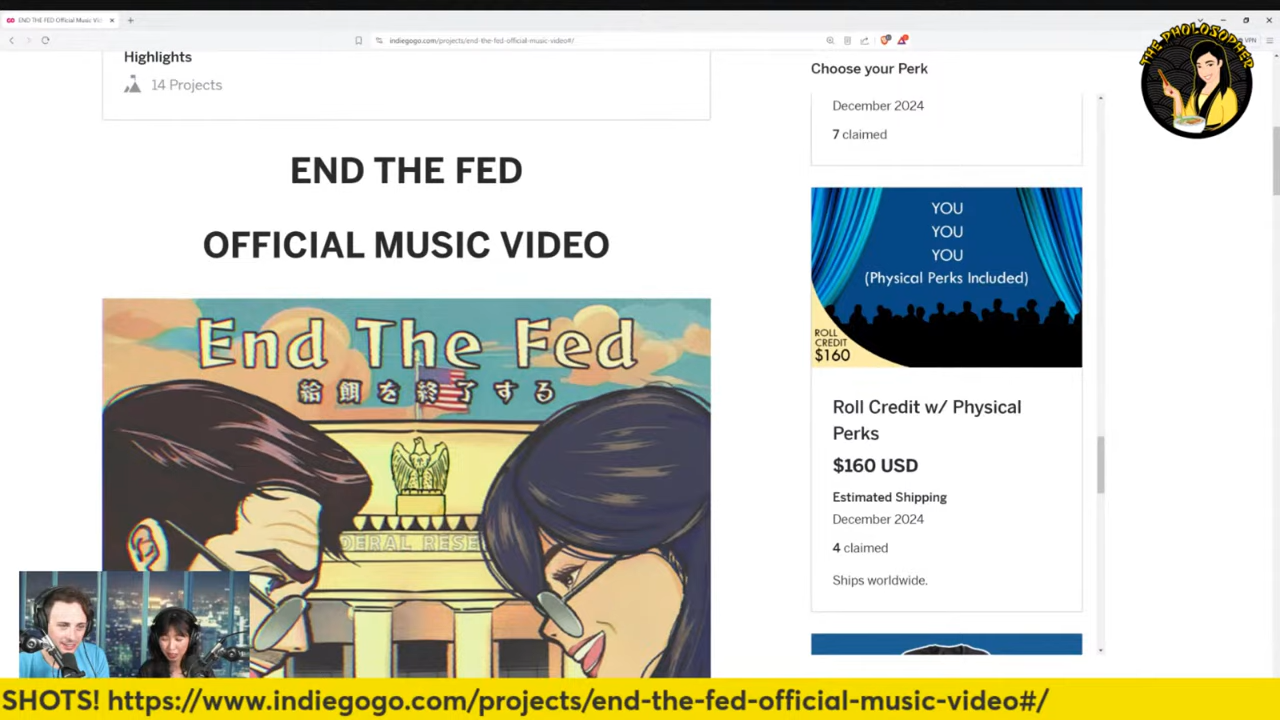 END THE FED Official Music Vi
indiegogo.com/projects/end-the-fed-official-music-video#/
VPN
THE PHOLOSOPHER
Highlights
14 Projects
END THE FED
OFFICIAL MUSIC VIDEO
End The Fed
給餌を終了する
DERAL RESE
Choose your Perk
December 2024
7 claimed
YOU
YOU
YOU
(Physical Perks Included)
ROLL
CREDIT
$160
Roll Credit w/ Physical
Perks
$160 USD
Estimated Shipping
December 2024
4 claimed
Ships worldwide.
SHOTS! https://www.indiegogo.com/projects/end-the-fed-official-music-video#/